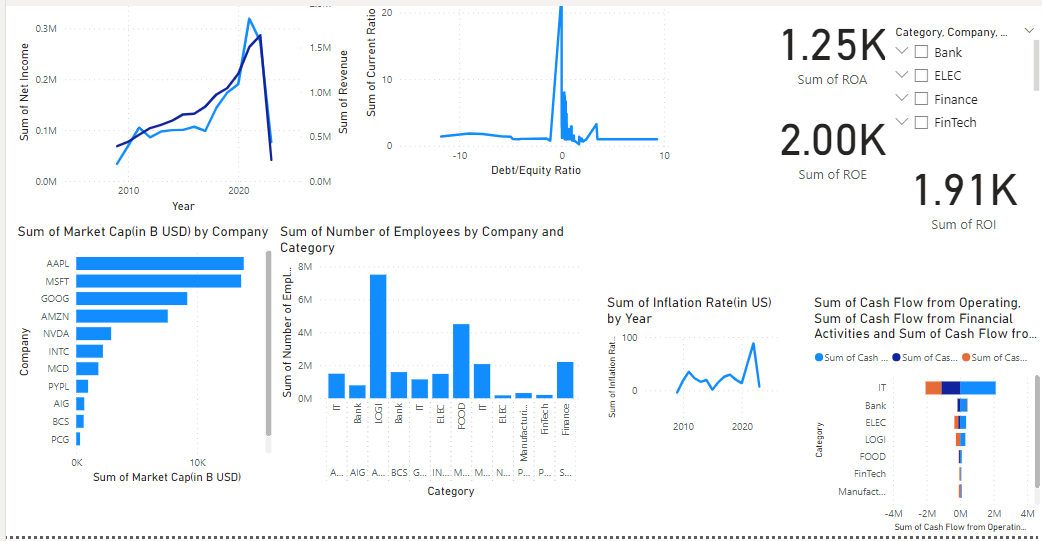 0.3M
0.2M
0.1M
0.0M
Sum of Net Income
2010
2020
Year
1.5M
1.0M
0.5M
0.0M
Sum of Revenue
20
10
0
Sum of Current Ratio
-10
0
10
Debt/Equity Ratio
1.25K
Sum of ROA
2.00K
Sum of ROE
1.91K
Sum of ROI
Category, Company, ...
Bank
ELEC
Finance
FinTech
Sum of Market Cap(in B USD) by Company
Company
AAPL
MSFT
GOOG
AMZN
NVDA
INTC
MCD
PYPL
AIG
BCS
PCG
0K
10K
Sum of Market Cap(in B USD)
Sum of Number of Employees by Company and
Category
Sum of Number of Empl...
8M
6M
4M
2M
0M
IT
Bank
LOGI
Bank
IT
ELEC
FOOD
IT
ELEC
Manufacturi...
FinTech
Finance
A...
AIG
A...
BCS
G...
IN...
M...
M...
N...
P...
P...
S...
Category
Sum of Inflation Rate(in US)
by Year
Sum of Inflation Rat...
100
0
2010
2020
Sum of Cash Flow from Operating,
Sum of Cash Flow from Financial
Activities and Sum of Cash Flow fro...
Sum of Cash ...
Sum of Cas...
Sum of Cas...
Category
IT
Bank
ELEC
LOGI
FOOD
FinTech
Manufact...
-4M
-2M
0M
2M
4M
Sum of Cash Flow from Operatin...